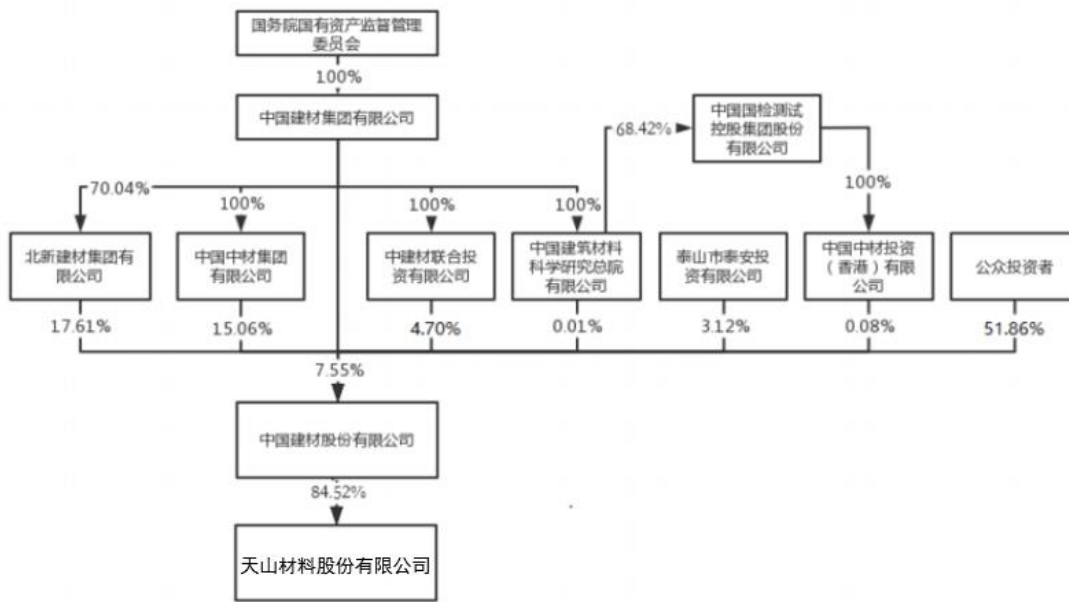 国务院国有资产监督管理
委员会
100%
中国建材集团有限公司
中国国检测试
控股集团股份
有限公司
68.42%
100%
70.04%
100%
100%
100%
北新建材集团有
限公司
中国中材集团
有限公司
中建材联合投
资有限公司
中国建筑材料
科学研究总院
有限公司
泰山市泰安投
资有限公司
中国中材投资
（香港）有限
公司
公众投资者
17.61%
15.06%
4.70%
0.01%
3.12%
0.08%
51.86%
7.55%
中国建材股份有限公司
84.52%
天山材料股份有限公司